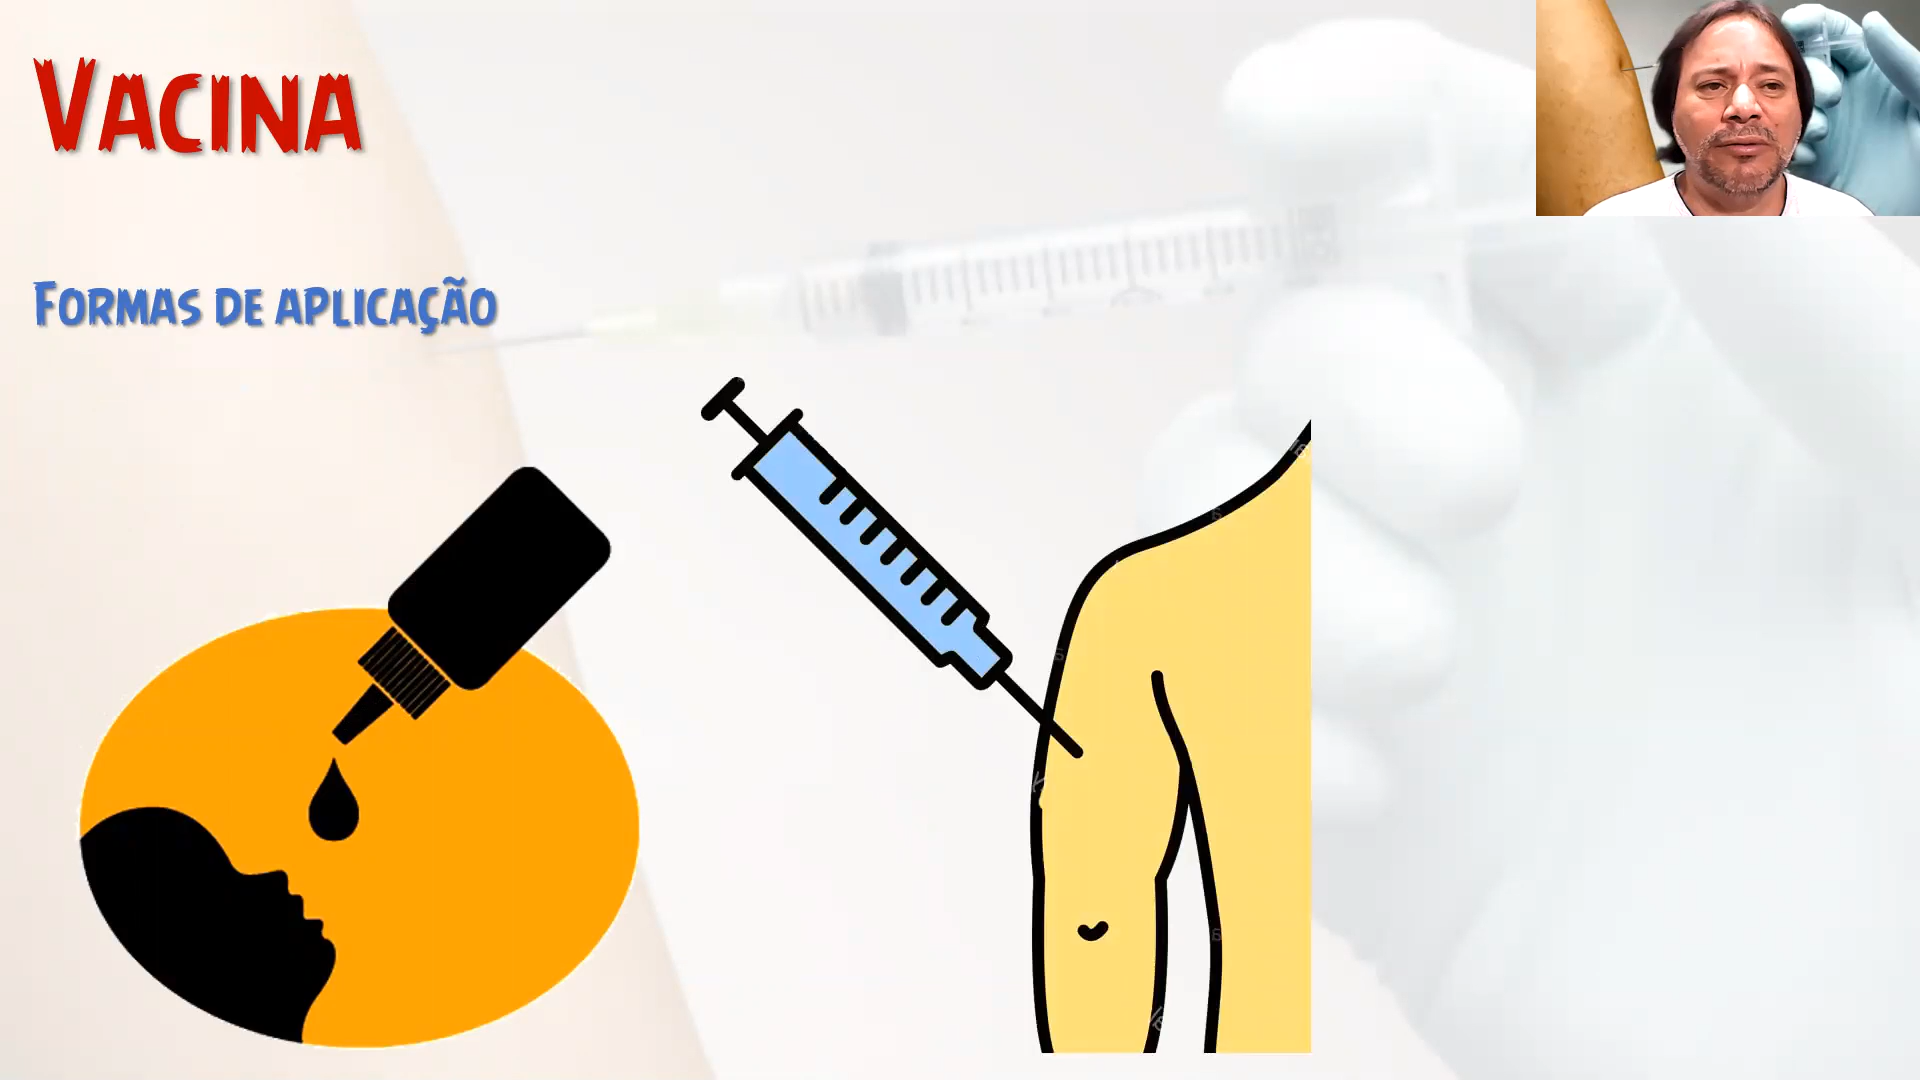 Vacina
Formas de aplicação